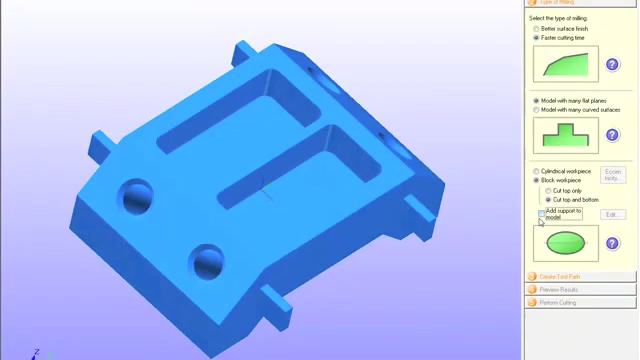 Type of Milling
Select the type of milling.
Better surface finish
Faster cutting time
Model with many flat planes
Model with many curved surfaces
Cylindrical workpiece
Block workpiece
Cut top only
Cut top and bottom
Add support to
model
Edit...
Create Tool Path
Preview Results
Perform Cutting
Z